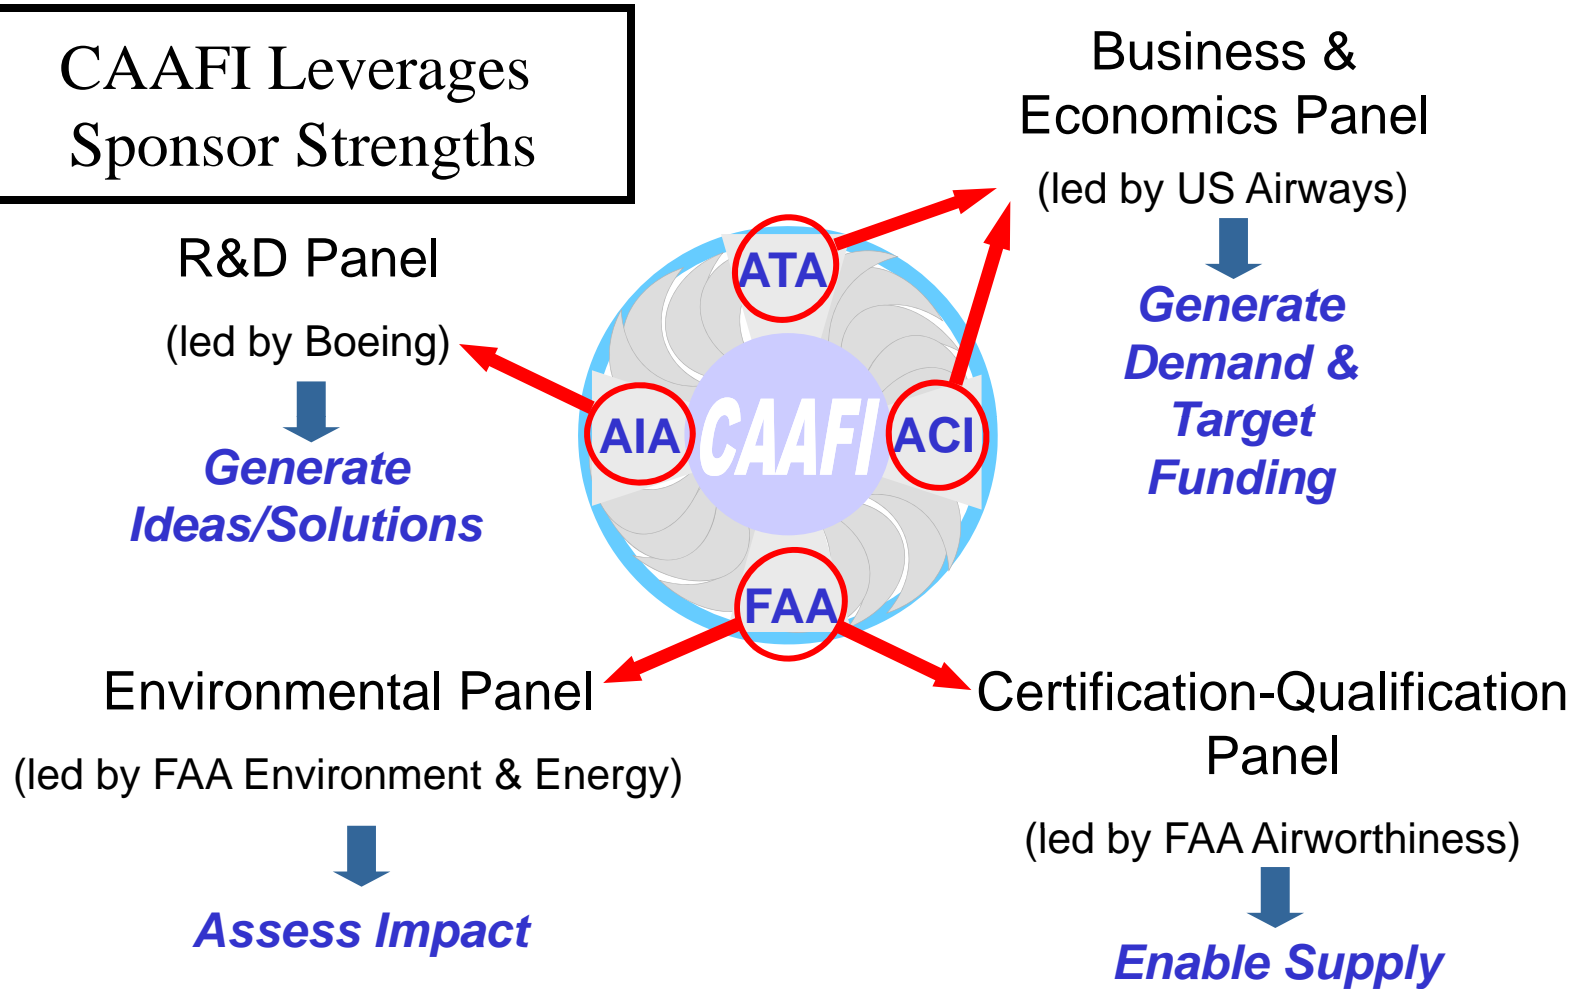 CAAFI Leverages
Sponsor Strengths
Business &
Economics Panel
(led by US Airways)
Generate
Demand &
Target
Funding
R&D Panel
(led by Boeing)
Generate
Ideas/Solutions
ATA
AIA
CAAFI
ACI
FAA
Environmental Panel
(led by FAA Environment & Energy)
Assess Impact
Certification-Qualification
Panel
(led by FAA Airworthiness)
Enable Supply